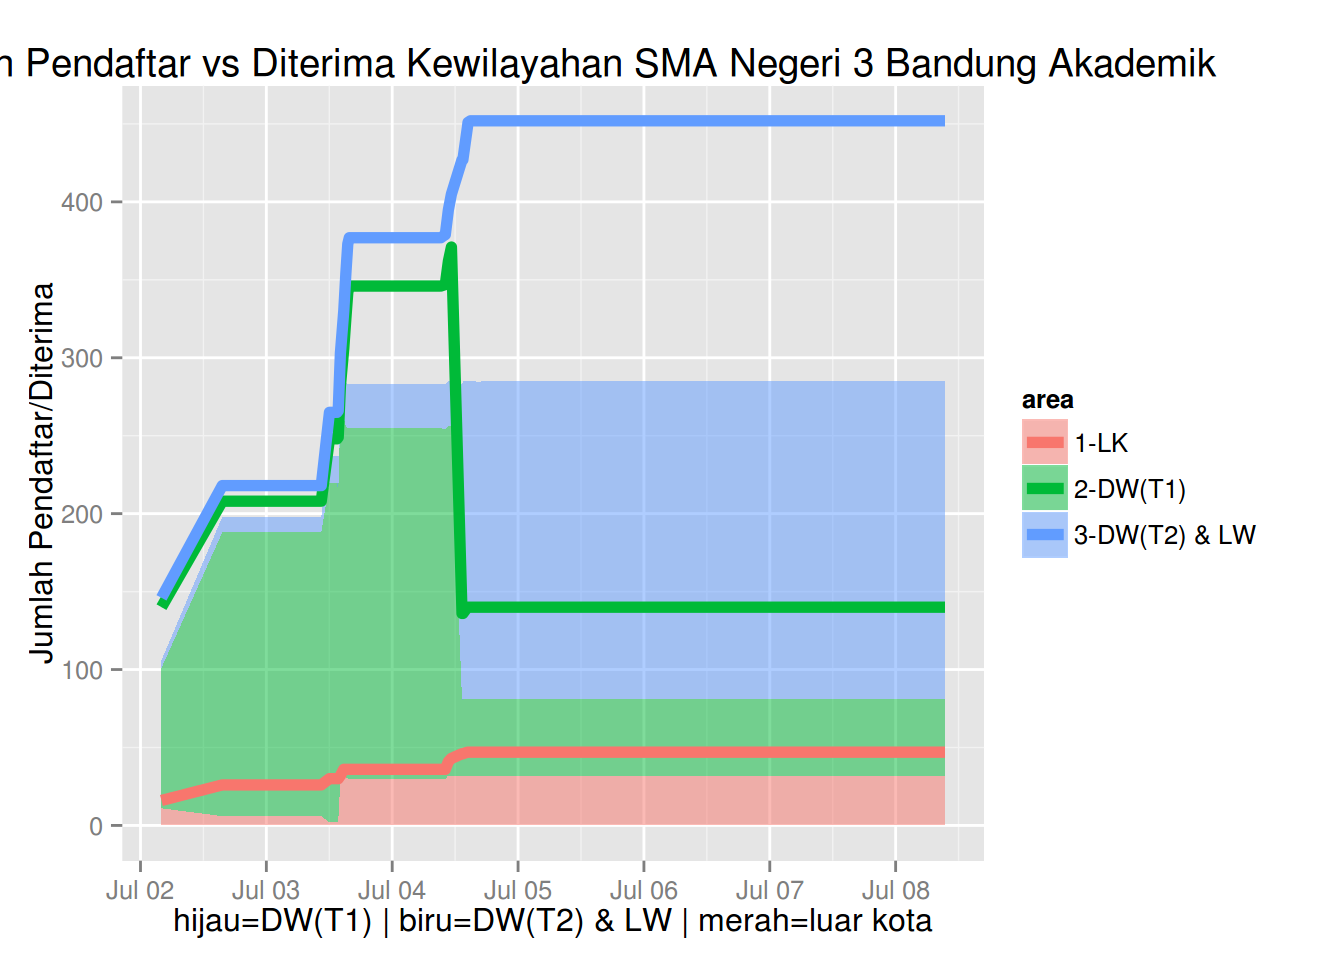 Pendaftar vs Diterima Kewilayahan SMA Negeri 3 Bandung Akademik
Jumlah Pendaftar/Diterima
400
300
200
100
0
Jul 02
Jul 03
Jul 04
Jul 05
Jul 06
Jul 07
Jul 08
hijau=DW(T1) | biru=DW(T2) & LW | merah=luar kota
area
1-LK
2-DW(T1)
3-DW(T2) & LW